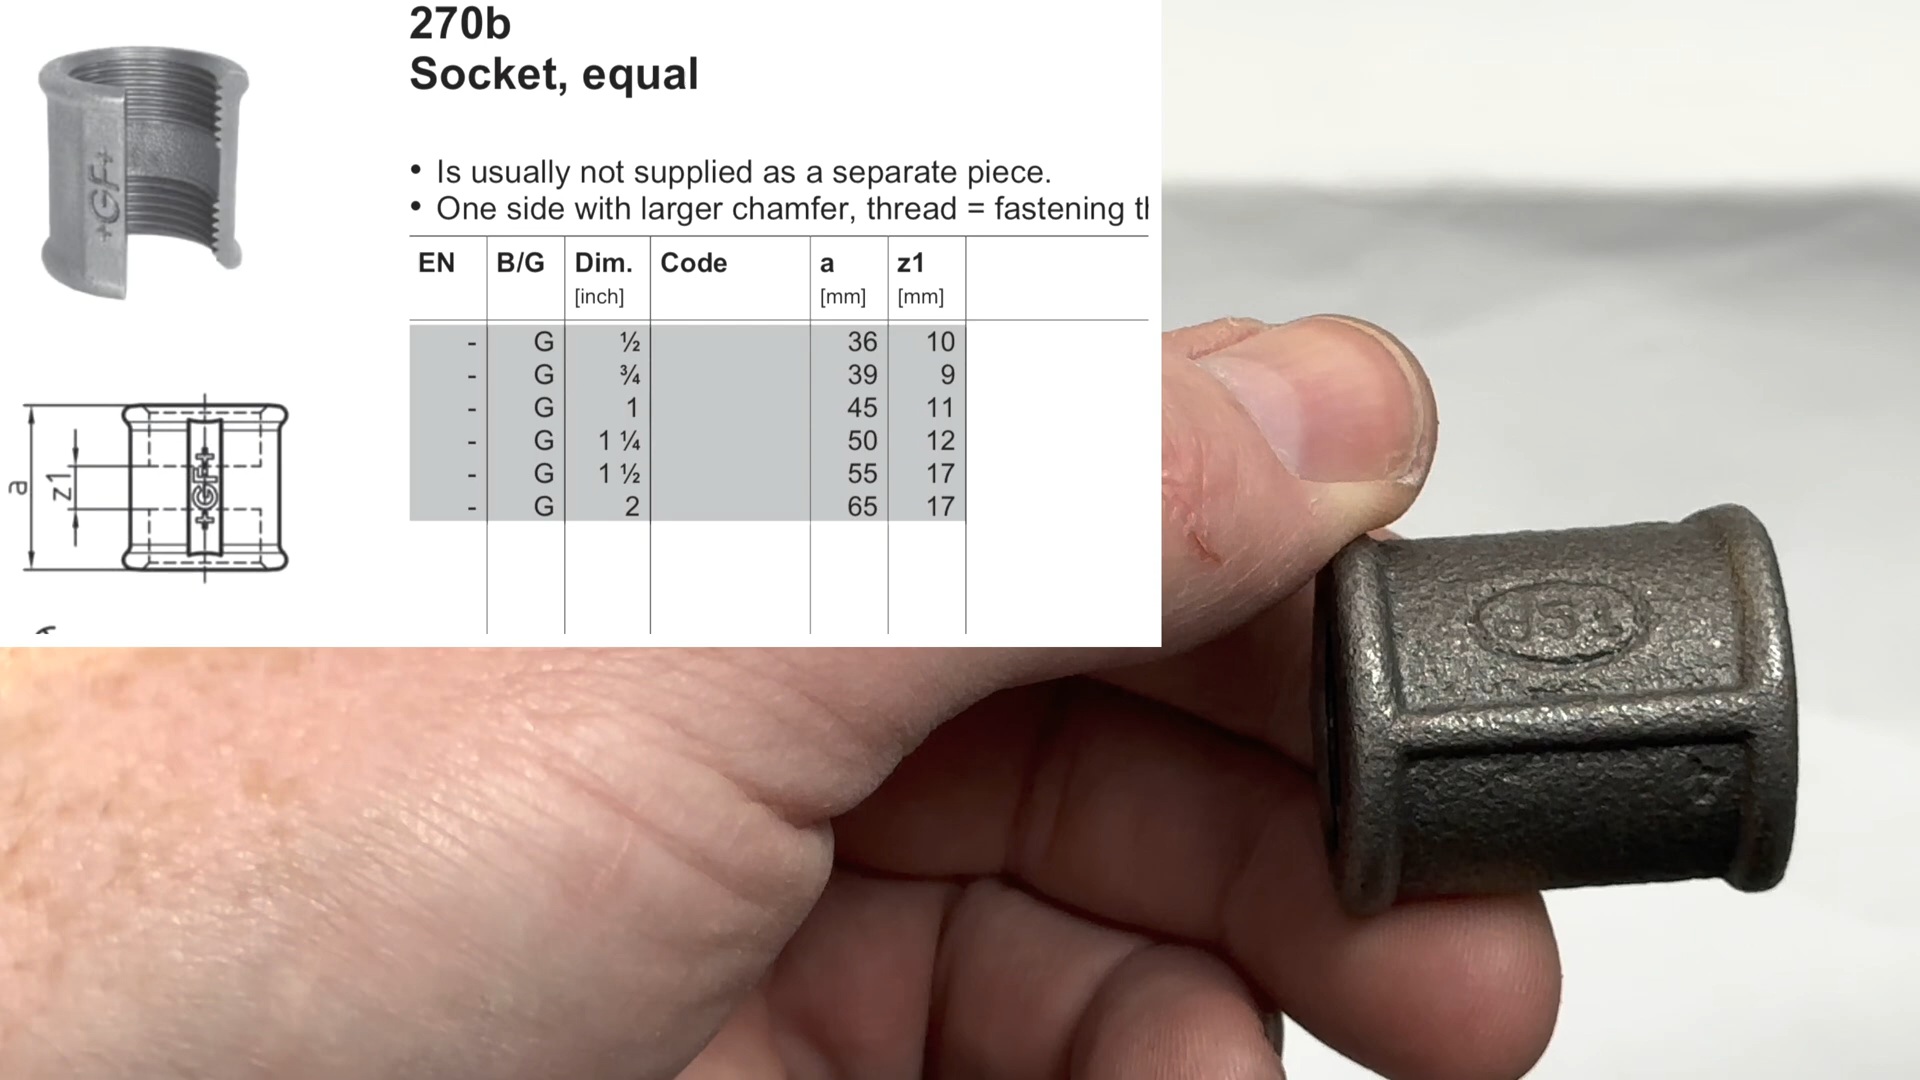 270b
Socket, equal
• Is usually not supplied as a separate piece.
• One side with larger chamfer, thread = fastening th
EN B/G Dim. Code a z1
[inch] [mm] [mm]
- G ½ 36 10
- G ¾ 39 9
- G 1 45 11
- G 1 ¼ 50 12
- G 1 ½ 55 17
- G 2 65 17
+GF+
a
z1
+GF+